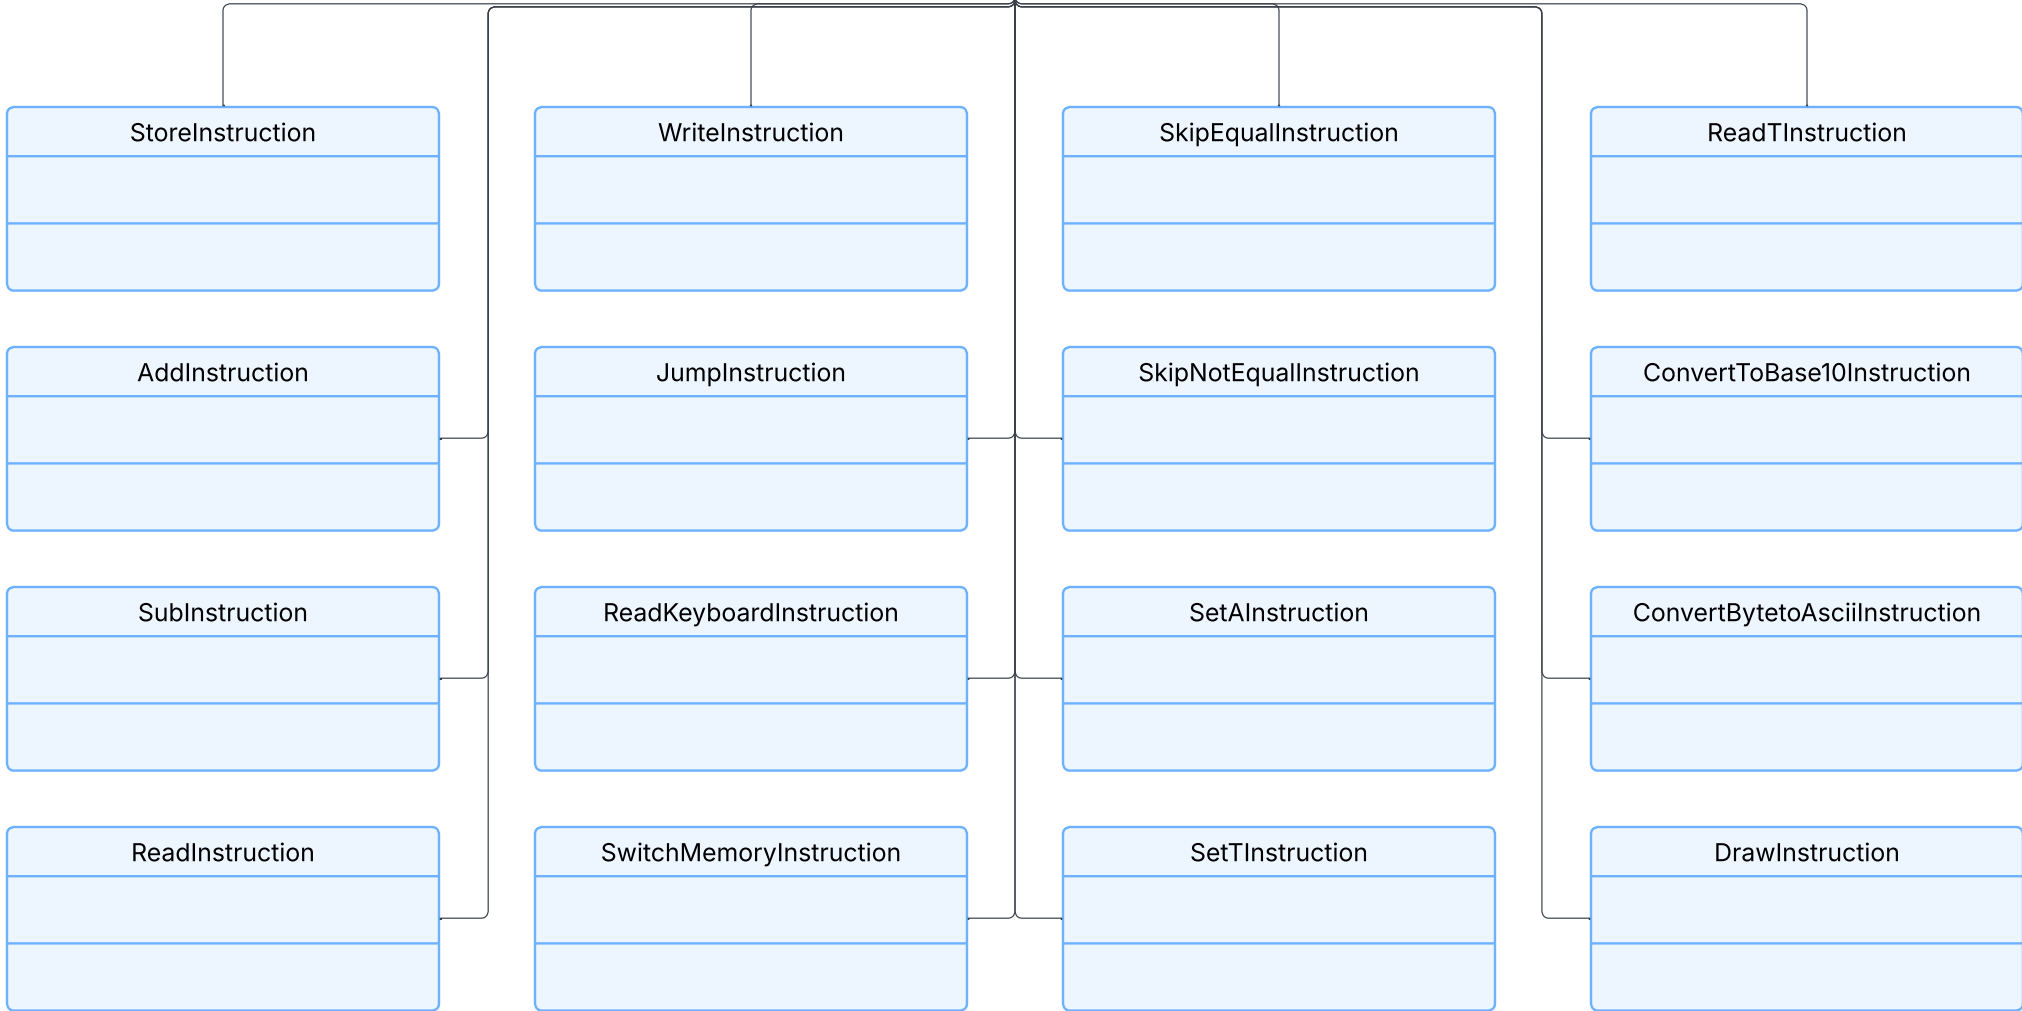 StoreInstruction
WriteInstruction
SkipEqualInstruction
ReadTInstruction
AddInstruction
JumpInstruction
SkipNotEqualInstruction
ConvertToBase10Instruction
SubInstruction
ReadKeyboardInstruction
SetAInstruction
ConvertBytetoAsciiInstruction
ReadInstruction
SwitchMemoryInstruction
SetTInstruction
DrawInstruction